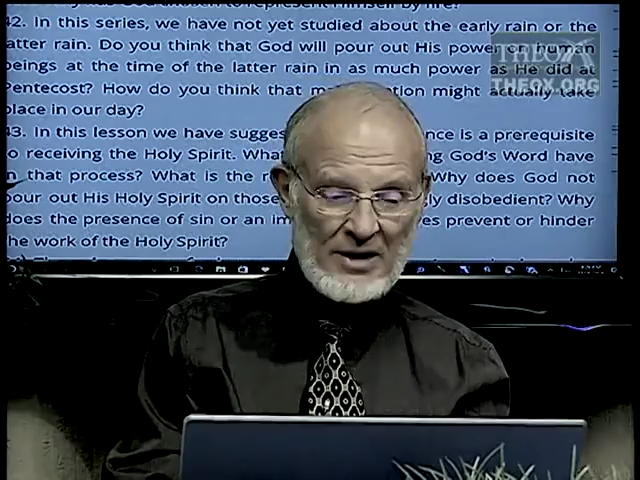 42. In this series, we have not yet studied about the early rain or the
latter rain. Do you think that God will pour out His power on human
beings at the time of the latter rain in as much power as He did at
Pentecost? How do you think that might actually take
place in our day?
43. In this lesson we have sugges nce is a prerequisite
to receiving the Holy Spirit. Wha ng God's Word have
in that process? What is the r Why does God not
pour out His Holy Spirit on those ly disobedient? Why
does the presence of sin or an im es prevent or hinder
the work of the Holy Spirit?
THEOX
THEOX.ORG